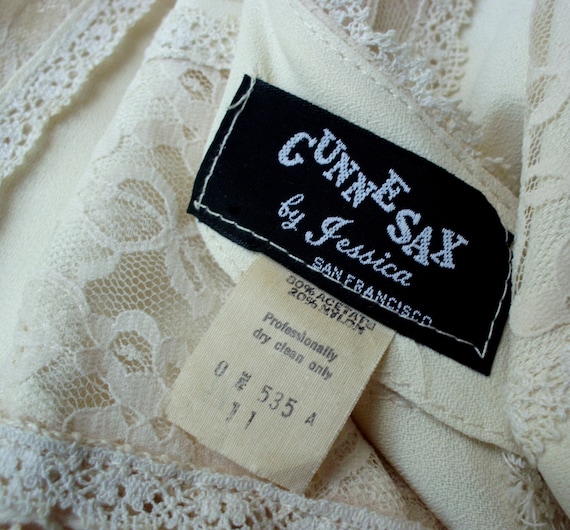 GUNNE SAX
by Jessica
SAN FRANCISCO
80% ACETATE
20% NYLON
Professionally
dry clean only
0 535 A
11